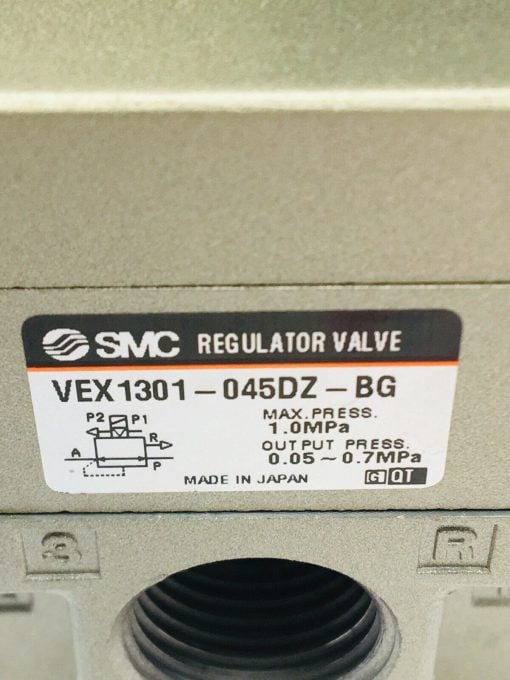 SMC REGULATOR VALVE
VEX1301-045DZ-BG
P2 P1
R
A
P
MAX.PRESS.
1.0MPa
OUTPUT PRESS.
0.05~0.7MPa
MADE IN JAPAN
G QT
3 R